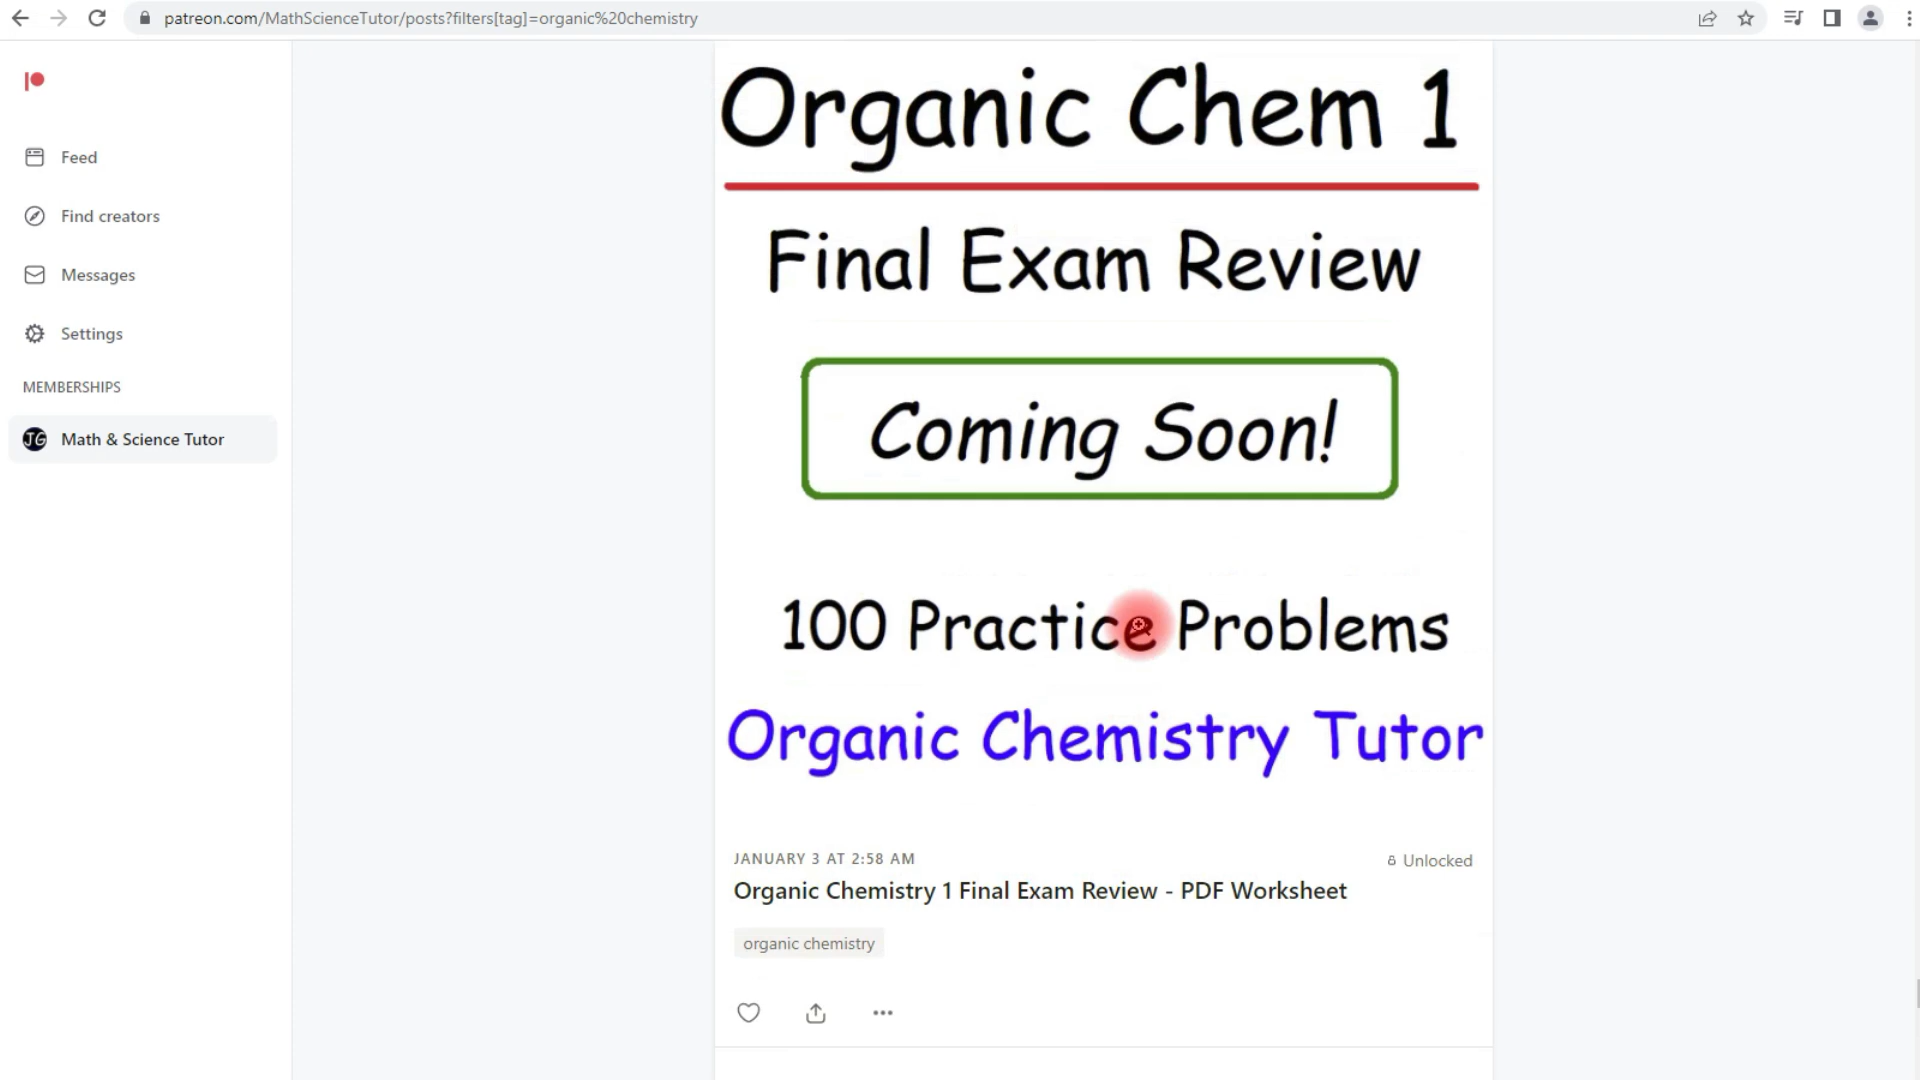 patreon.com/MathScienceTutor/posts?filters[tag]=organic%20chemistry
Feed
Find creators
Messages
Settings
MEMBERSHIPS
JG Math & Science Tutor
Organic Chem 1
Final Exam Review
Coming Soon!
100 Practice Problems
Organic Chemistry Tutor
JANUARY 3 AT 2:58 AM
Unlocked
Organic Chemistry 1 Final Exam Review - PDF Worksheet
organic chemistry